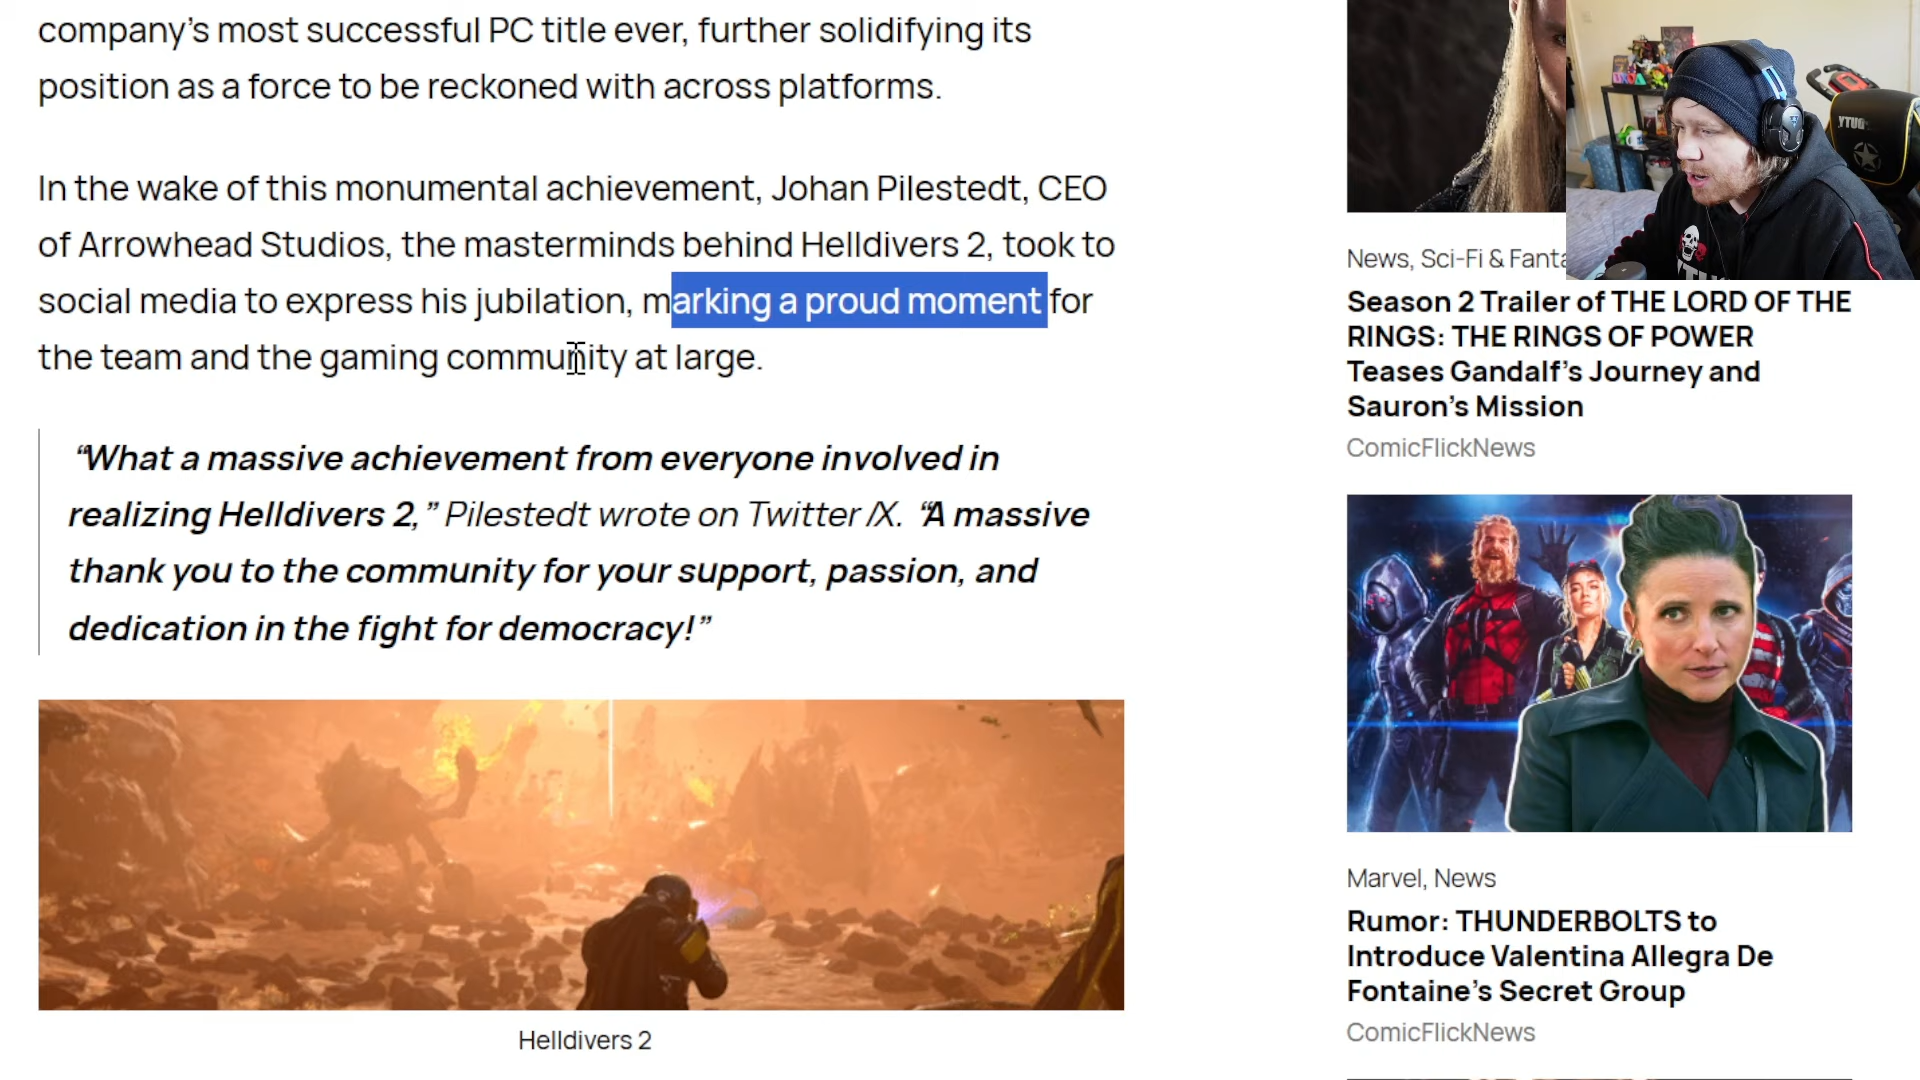 company's most successful PC title ever, further solidifying its
position as a force to be reckoned with across platforms.
In the wake of this monumental achievement, Johan Pilestedt, CEO
of Arrowhead Studios, the masterminds behind Helldivers 2, took to
social media to express his jubilation, marking a proud moment for
the team and the gaming community at large.
“What a massive achievement from everyone involved in
realizing Helldivers 2,” Pilestedt wrote on Twitter /X. “A massive
thank you to the community for your support, passion, and
dedication in the fight for democracy!”
Helldivers 2
News, Sci-Fi & Fanta
Season 2 Trailer of THE LORD OF THE
RINGS: THE RINGS OF POWER
Teases Gandalf's Journey and
Sauron's Mission
ComicFlickNews
Marvel, News
Rumor: THUNDERBOLTS to
Introduce Valentina Allegra De
Fontaine's Secret Group
ComicFlickNews